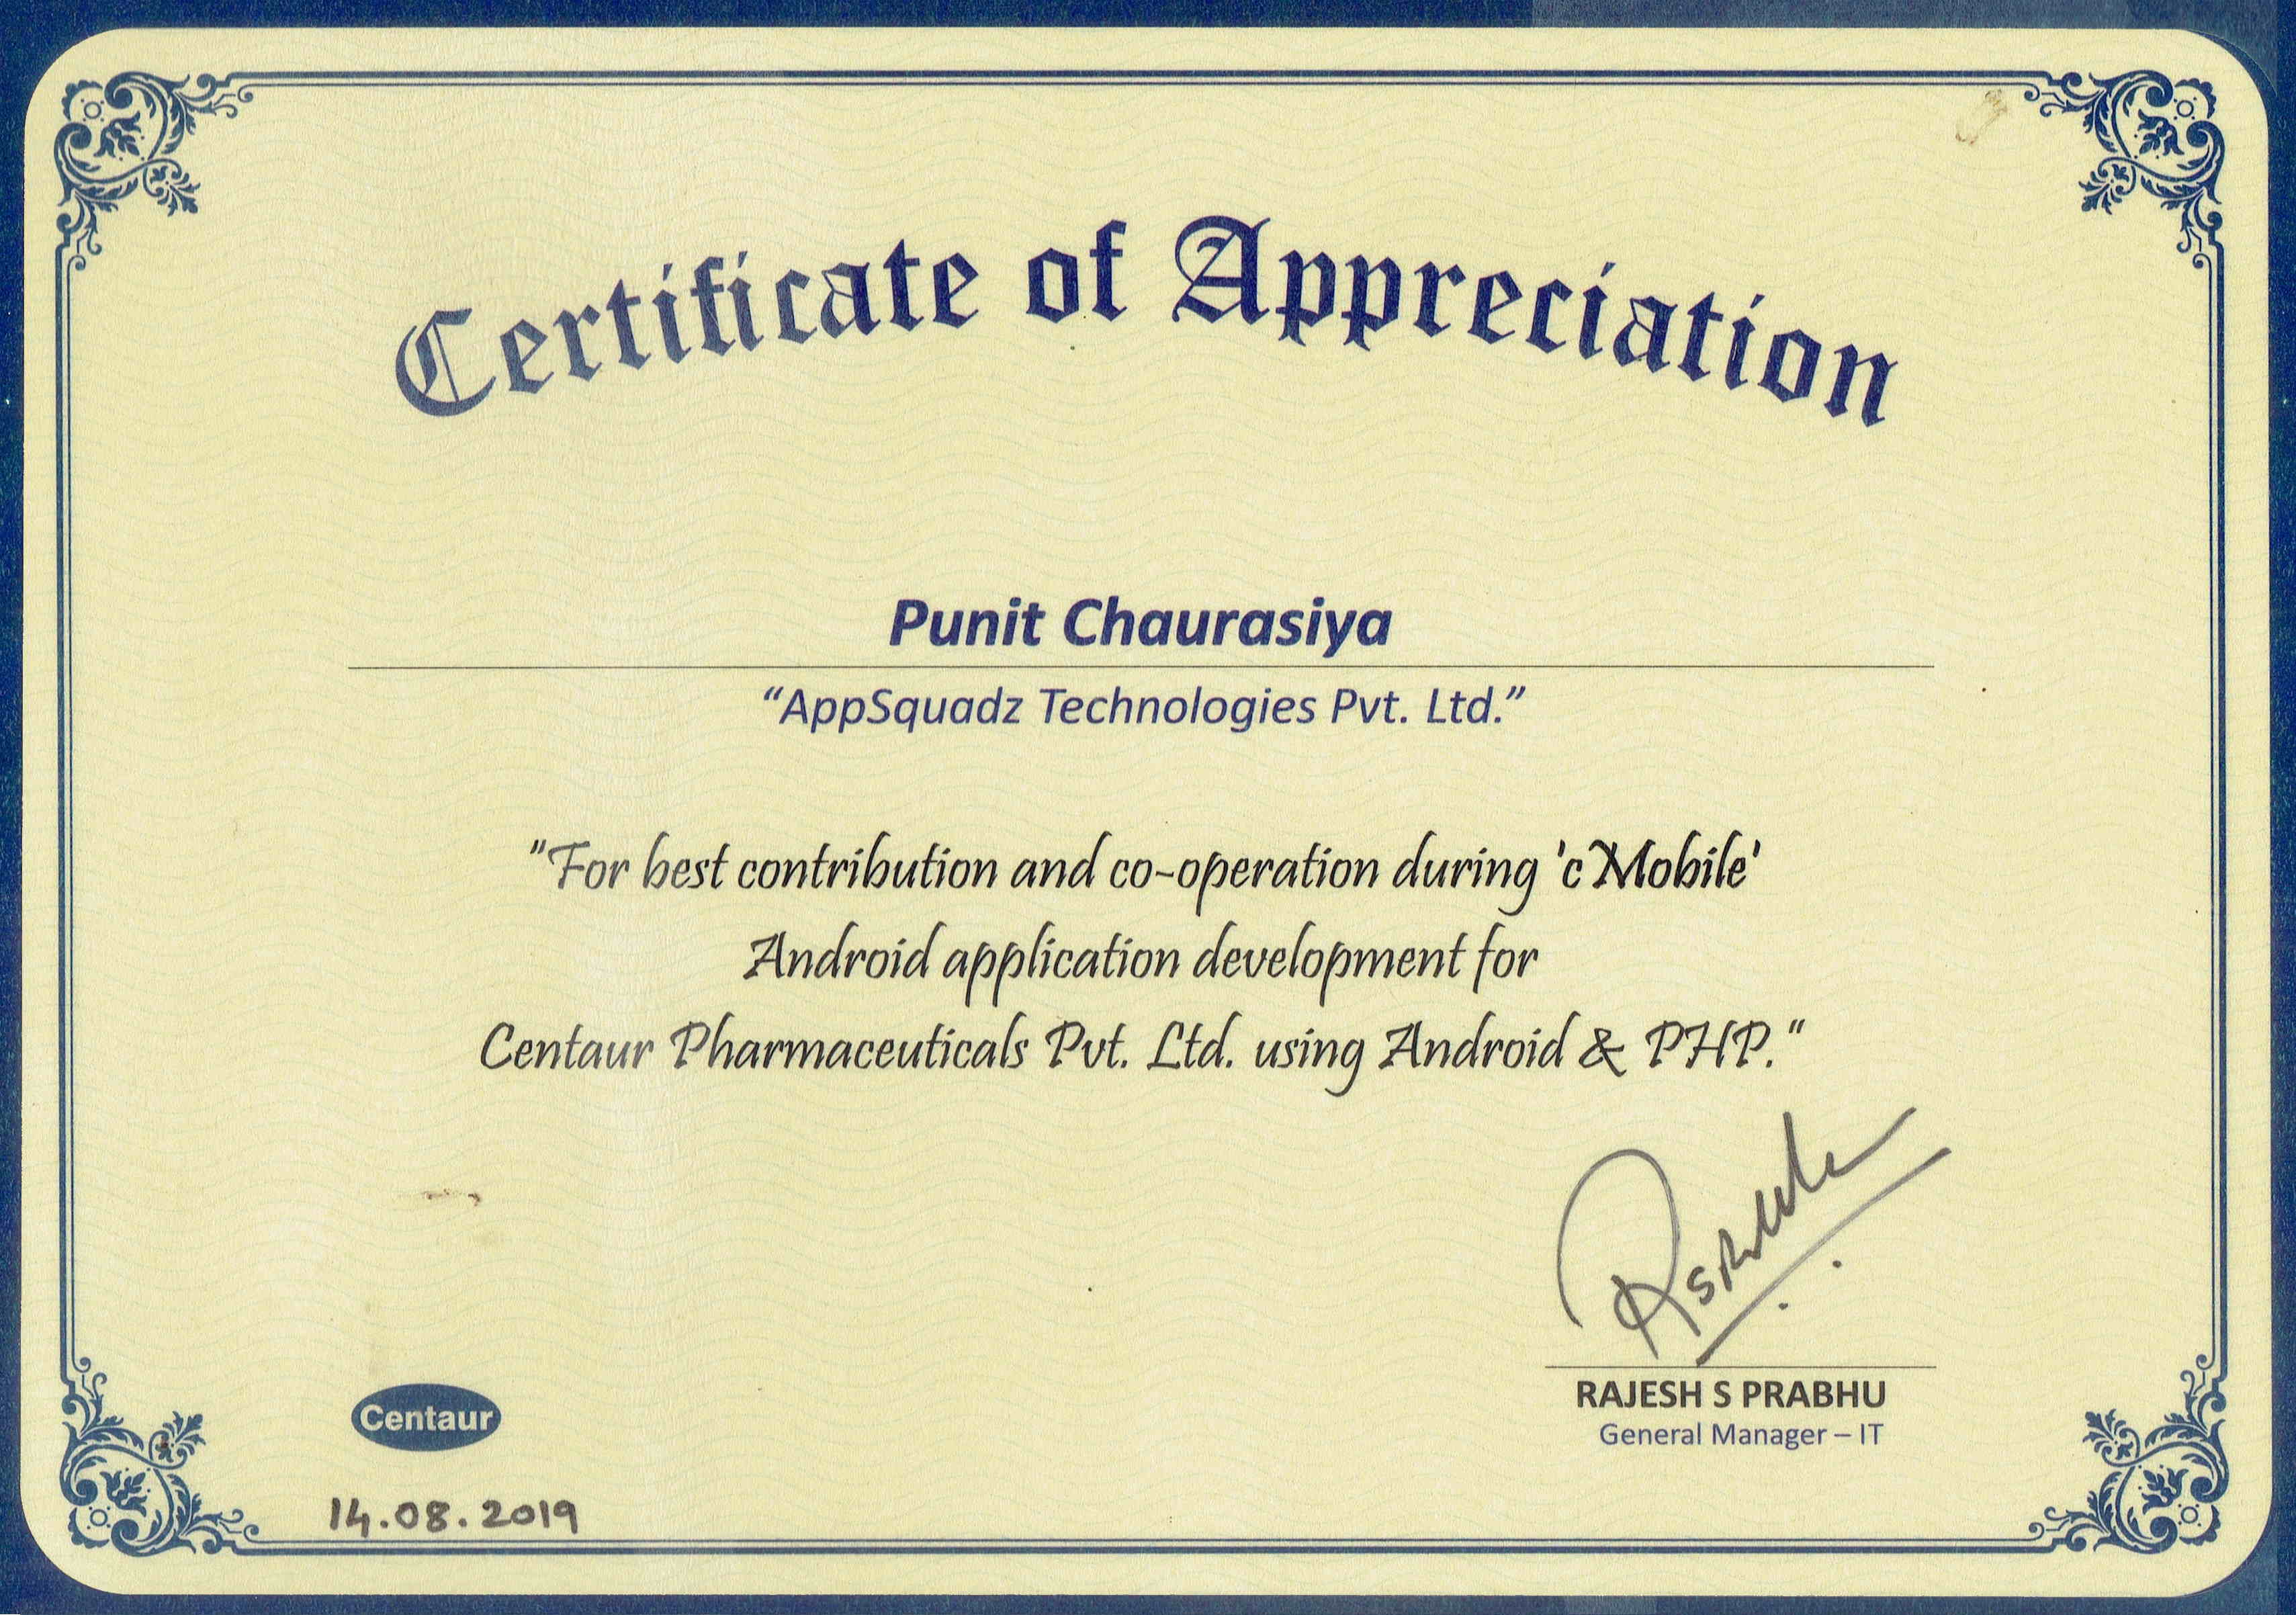 Certificate of Appreciation
Punit Chaurasiya
“AppSquadz Technologies Pvt. Ltd.”
"For best contribution and co-operation during 'c Mobile'
Android application development for
Centaur Pharmaceuticals Pvt. Ltd. using Android & PHP."
RAJESH S PRABHU
General Manager – IT
Centaur
14.08.2019